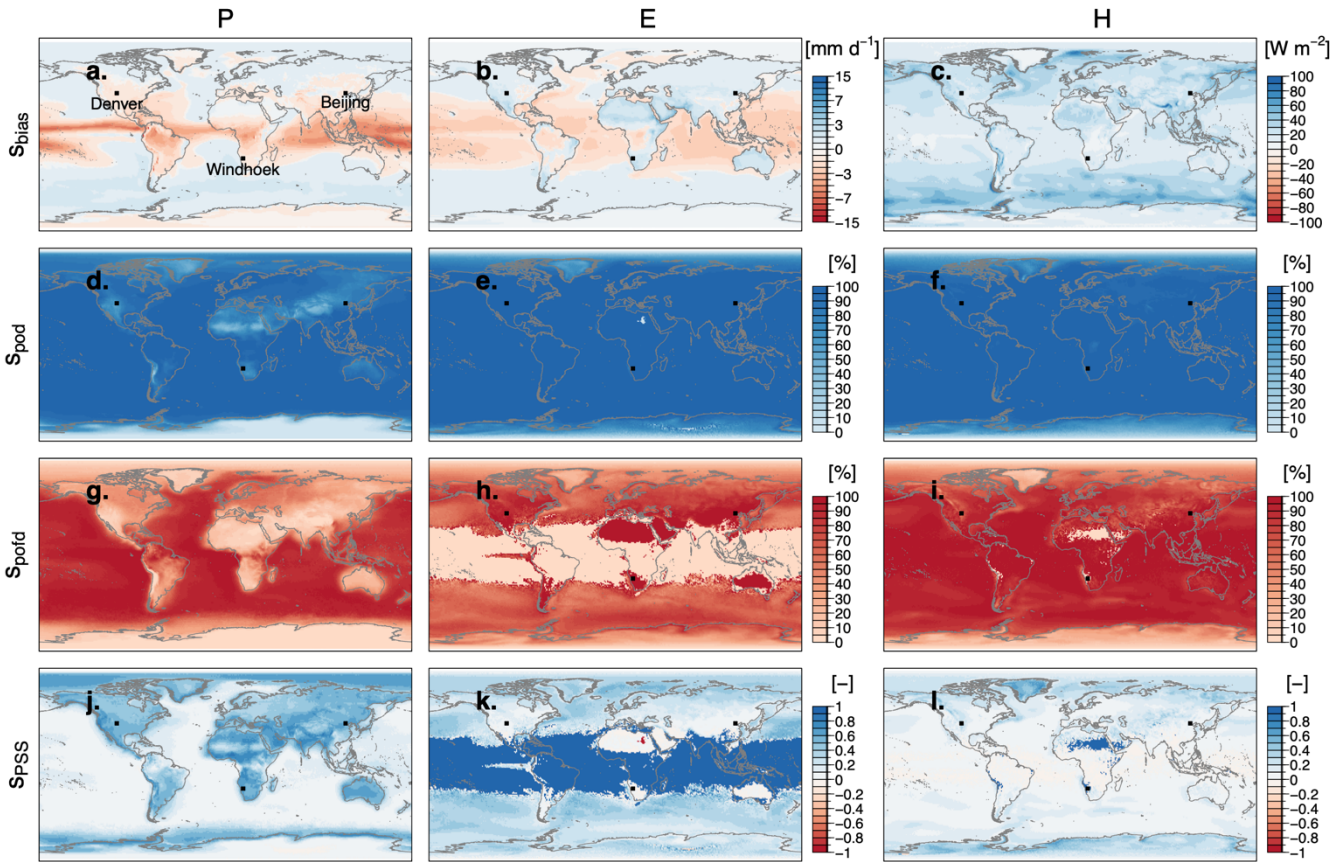 P E H
[mm d⁻¹] [W m⁻²]
S_bias
a. b. c.
Denver Beijing
Windhoek
15 7 3 0 −3 −7 −15
100 80 60 40 20 0 −20 −40 −60 −80 −100
S_pod
d. e. f.
[%] [%]
100 90 80 70 60 50 40 30 20 10 0
100 90 80 70 60 50 40 30 20 10 0
S_pofd
g. h. i.
[%] [%]
100 90 80 70 60 50 40 30 20 10 0
100 90 80 70 60 50 40 30 20 10 0
S_PSS
j. k. l.
[−] [−]
1 0.8 0.6 0.4 0.2 0 −0.2 −0.4 −0.6 −0.8 −1
1 0.8 0.6 0.4 0.2 0 −0.2 −0.4 −0.6 −0.8 −1